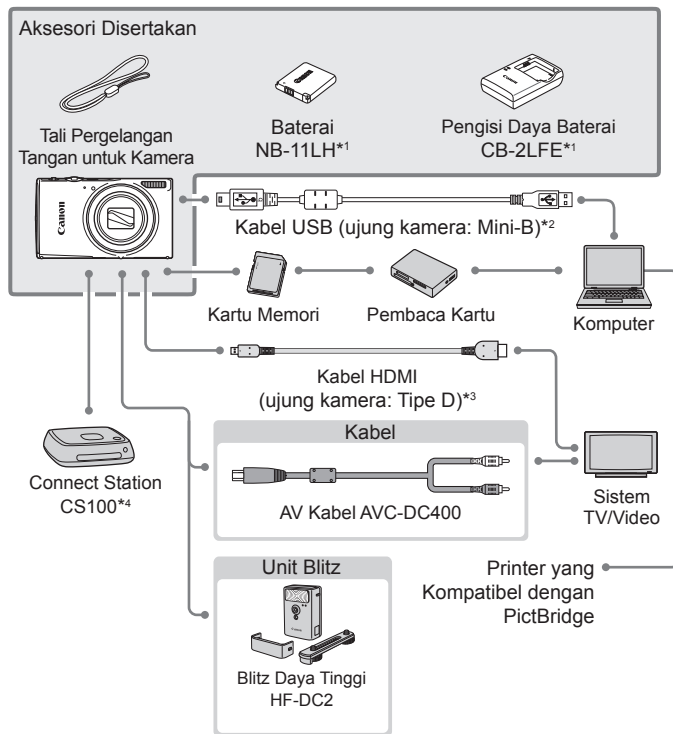 Aksesori Disertakan
Tali Pergelangan
Tangan untuk Kamera
Baterai
NB-11LH*1
Pengisi Daya Baterai
CB-2LFE*1
Canon
Kabel USB (ujung kamera: Mini-B)*2
Kartu Memori
Pembaca Kartu
Komputer
Kabel HDMI
(ujung kamera: Tipe D)*3
Connect Station
CS100*4
Kabel
AV Kabel AVC-DC400
Sistem
TV/Video
Unit Blitz
Blitz Daya Tinggi
HF-DC2
Printer yang
Kompatibel dengan
PictBridge